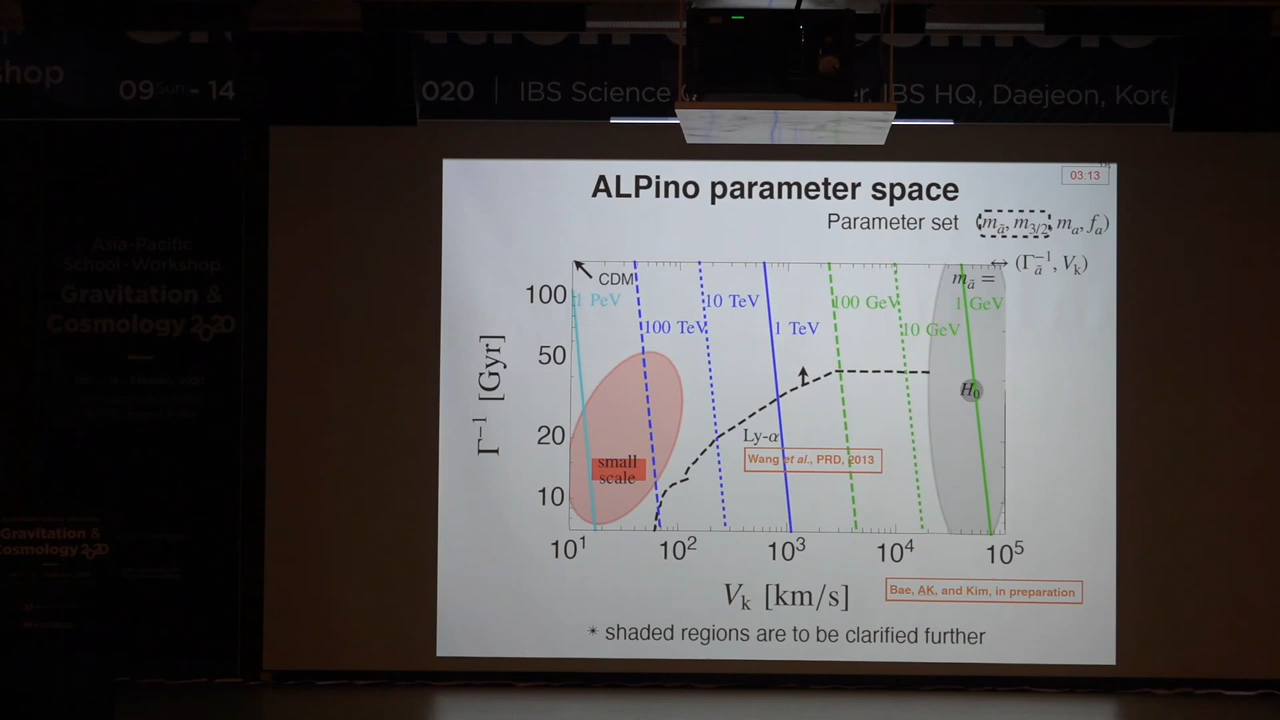 shop
09Sun - 14
020 | IBS Science
er, IBS HQ, Daejeon, Kore
Asia-Pacific
School-Workshop
Gravitation &
Cosmology 2020
Gravitation &
Cosmology 2020
ALPino parameter space
03:13
Parameter set (m_ã, m_3/2, m_a, f_a)
↔ (Γ_ã^−1, V_k)
m_ã =
CDM
1 PeV
100 TeV
10 TeV
1 TeV
100 GeV
10 GeV
1 GeV
Γ^−1 [Gyr]
100
50
20
10
small
scale
Ly-α
Wang et al., PRD, 2013
H_0
10^1
10^2
10^3
10^4
10^5
V_k [km/s]
Bae, AK, and Kim, in preparation
* shaded regions are to be clarified further